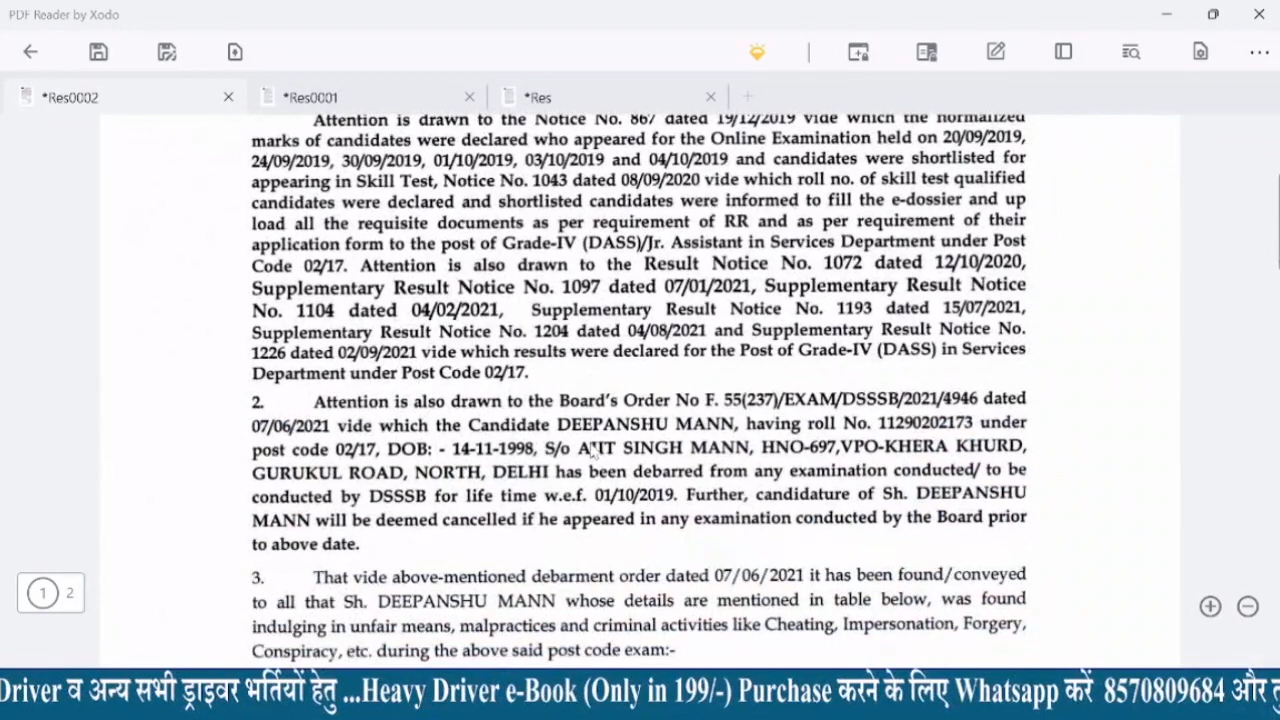 PDF Reader by Xodo
*Res0002
*Res0001
*Res
Attention is drawn to the Notice No. 867 dated 19/12/2019 vide which the normalized
marks of candidates were declared who appeared for the Online Examination held on 20/09/2019,
24/09/2019, 30/09/2019, 01/10/2019, 03/10/2019 and 04/10/2019 and candidates were shortlisted for
appearing in Skill Test, Notice No. 1043 dated 08/09/2020 vide which roll no. of skill test qualified
candidates were declared and shortlisted candidates were informed to fill the e-dossier and up
load all the requisite documents as per requirement of RR and as per requirement of their
application form to the post of Grade-IV (DASS)/Jr. Assistant in Services Department under Post
Code 02/17. Attention is also drawn to the Result Notice No. 1072 dated 12/10/2020,
Supplementary Result Notice No. 1097 dated 07/01/2021, Supplementary Result Notice
No. 1104 dated 04/02/2021, Supplementary Result Notice No. 1193 dated 15/07/2021,
Supplementary Result Notice No. 1204 dated 04/08/2021 and Supplementary Result Notice No.
1226 dated 02/09/2021 vide which results were declared for the Post of Grade-IV (DASS) in Services
Department under Post Code 02/17.
2. Attention is also drawn to the Board's Order No F. 55(237)/EXAM/DSSSB/2021/4946 dated
07/06/2021 vide which the Candidate DEEPANSHU MANN, having roll No. 11290202173 under
post code 02/17, DOB: - 14-11-1998, S/o SINGH MANN, HNO-697,VPO-KHERA KHURD,
GURUKUL ROAD, NORTH, DELHI has been debarred from any examination conducted/ to be
conducted by DSSSB for life time w.e.f. 01/10/2019. Further, candidature of Sh. DEEPANSHU
MANN will be deemed cancelled if he appeared in any examination conducted by the Board prior
to above date.
3. That vide above-mentioned debarment order dated 07/06/2021 it has been found/conveyed
to all that Sh. DEEPANSHU MANN whose details are mentioned in table below, was found
indulging in unfair means, malpractices and criminal activities like Cheating, Impersonation, Forgery,
Conspiracy, etc. during the above said post code exam:-
1 2
Driver व अन्य सभी ड्राइवर भर्तियों हेतु ...Heavy Driver e-Book (Only in 199/-) Purchase करने के लिए Whatsapp करें 8570809684 और